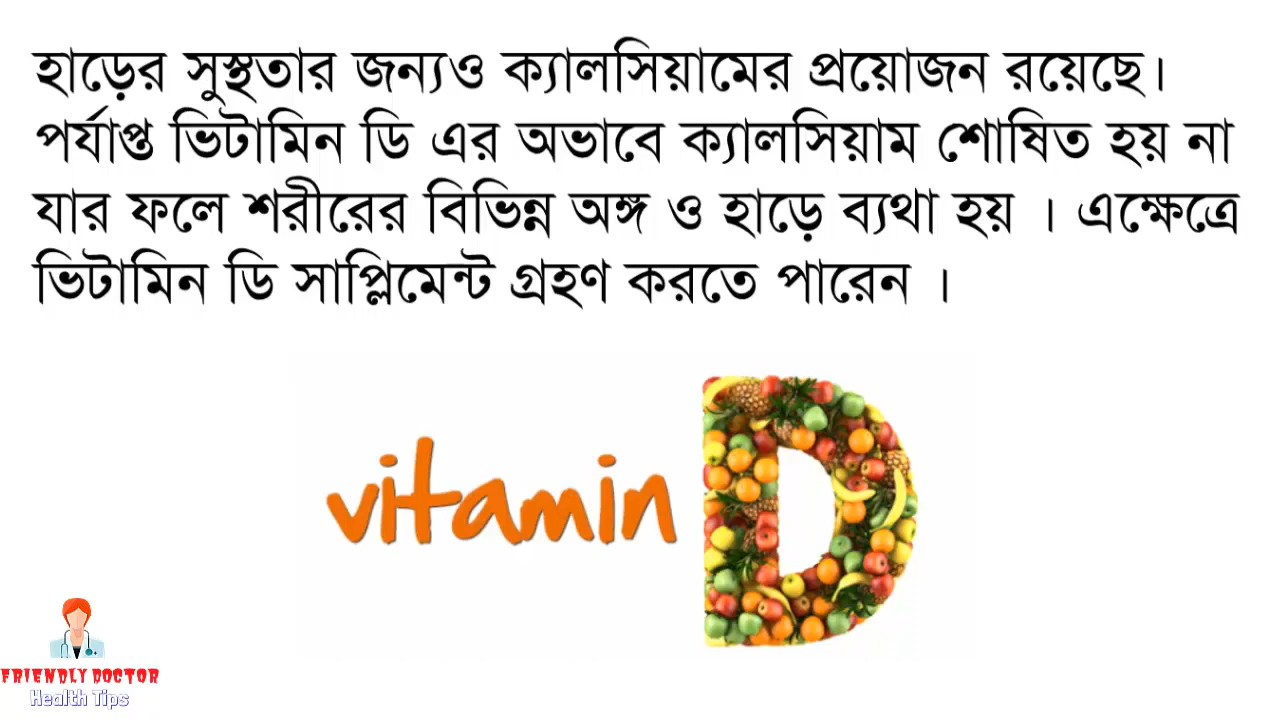 হাড়ের সুস্থতার জন্যও ক্যালসিয়ামের প্রয়োজন রয়েছে।
পর্যাপ্ত ভিটামিন ডি এর অভাবে ক্যালসিয়াম শোষিত হয় না
যার ফলে শরীরের বিভিন্ন অঙ্গ ও হাড়ে ব্যথা হয় । এক্ষেত্রে
ভিটামিন ডি সাপ্লিমেন্ট গ্রহণ করতে পারেন ।
vitamin D
FRIENDLY DOCTOR
Health Tips